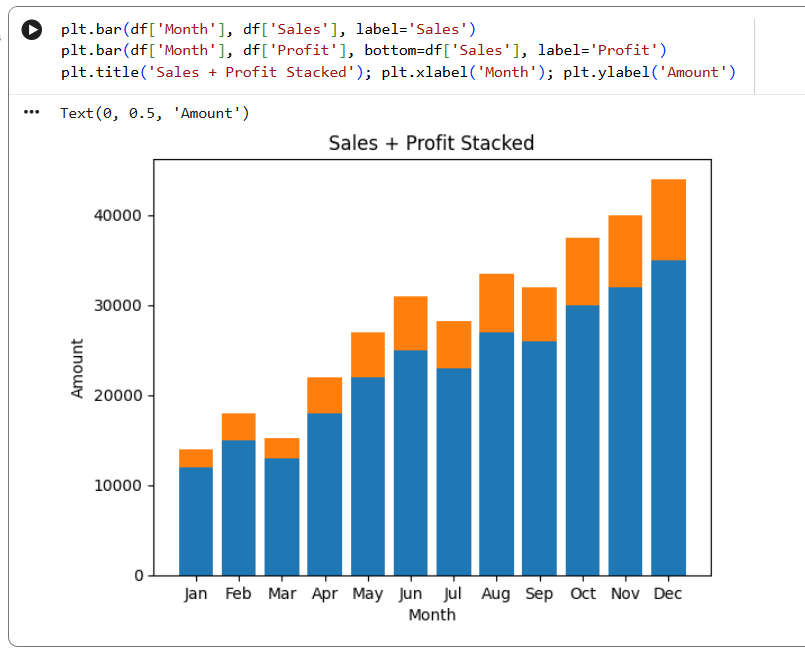 plt.bar(df['Month'], df['Sales'], label='Sales')
plt.bar(df['Month'], df['Profit'], bottom=df['Sales'], label='Profit')
plt.title('Sales + Profit Stacked'); plt.xlabel('Month'); plt.ylabel('Amount')
Text(0, 0.5, 'Amount')
Sales + Profit Stacked
Amount
40000
30000
20000
10000
0
Jan Feb Mar Apr May Jun Jul Aug Sep Oct Nov Dec
Month